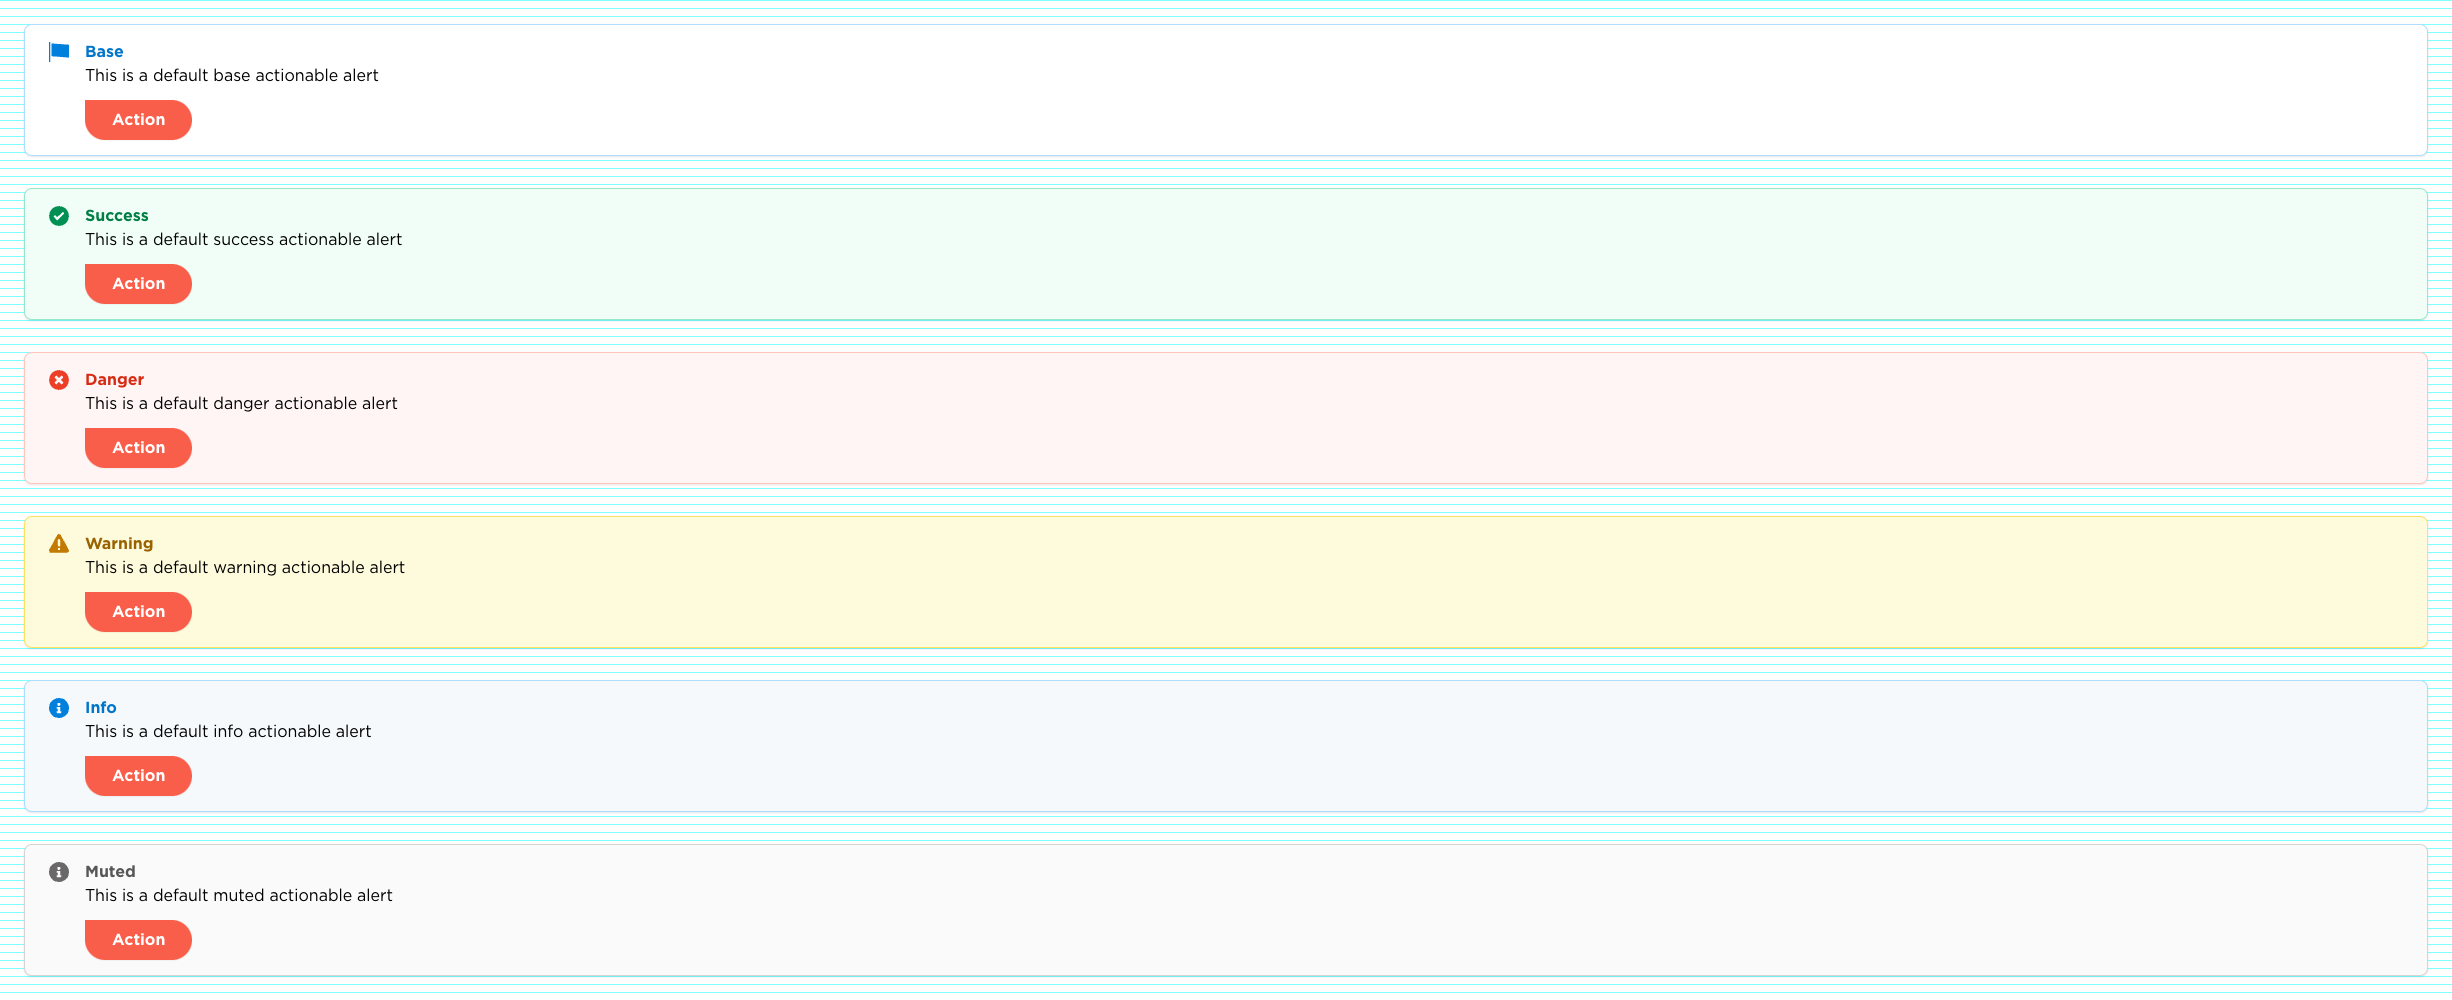 Base
This is a default base actionable alert
Action
Success
This is a default success actionable alert
Action
Danger
This is a default danger actionable alert
Action
Warning
This is a default warning actionable alert
Action
Info
This is a default info actionable alert
Action
Muted
This is a default muted actionable alert
Action